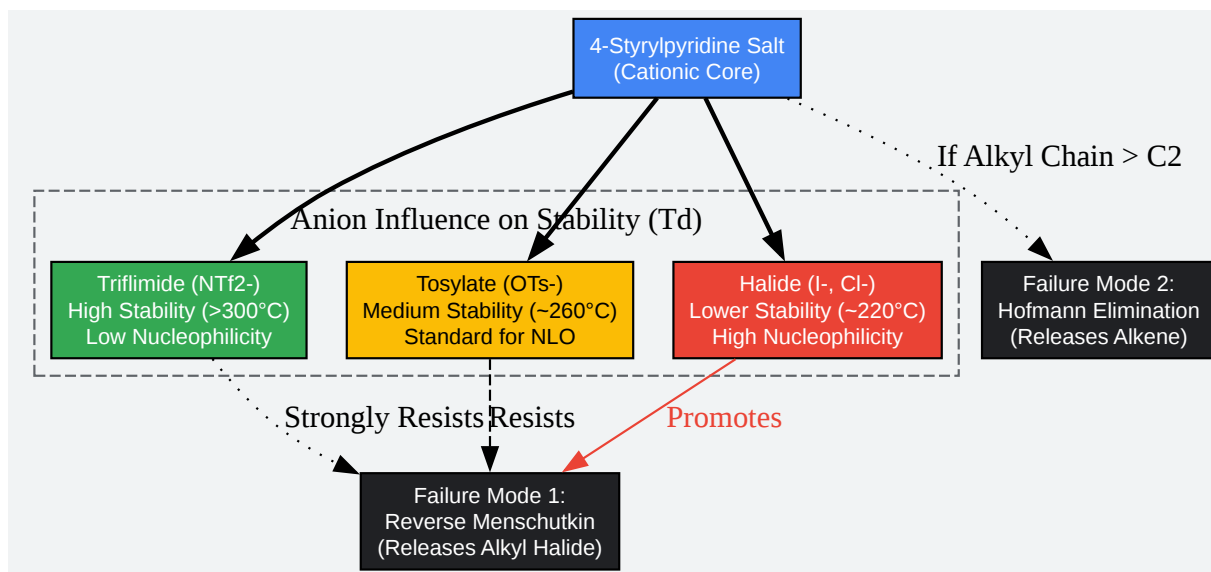 4-Styrylpyridine Salt
(Cationic Core)
If Alkyl Chain > C2
Anion Influence on Stability (Td)
Triflimide (NTf2-)
High Stability (>300°C)
Low Nucleophilicity
Tosylate (OTs-)
Medium Stability (~260°C)
Standard for NLO
Halide (I-, Cl-)
Lower Stability (~220°C)
High Nucleophilicity
Failure Mode 2:
Hofmann Elimination
(Releases Alkene)
Strongly Resists
Resists
Promotes
Failure Mode 1:
Reverse Menschutkin
(Releases Alkyl Halide)